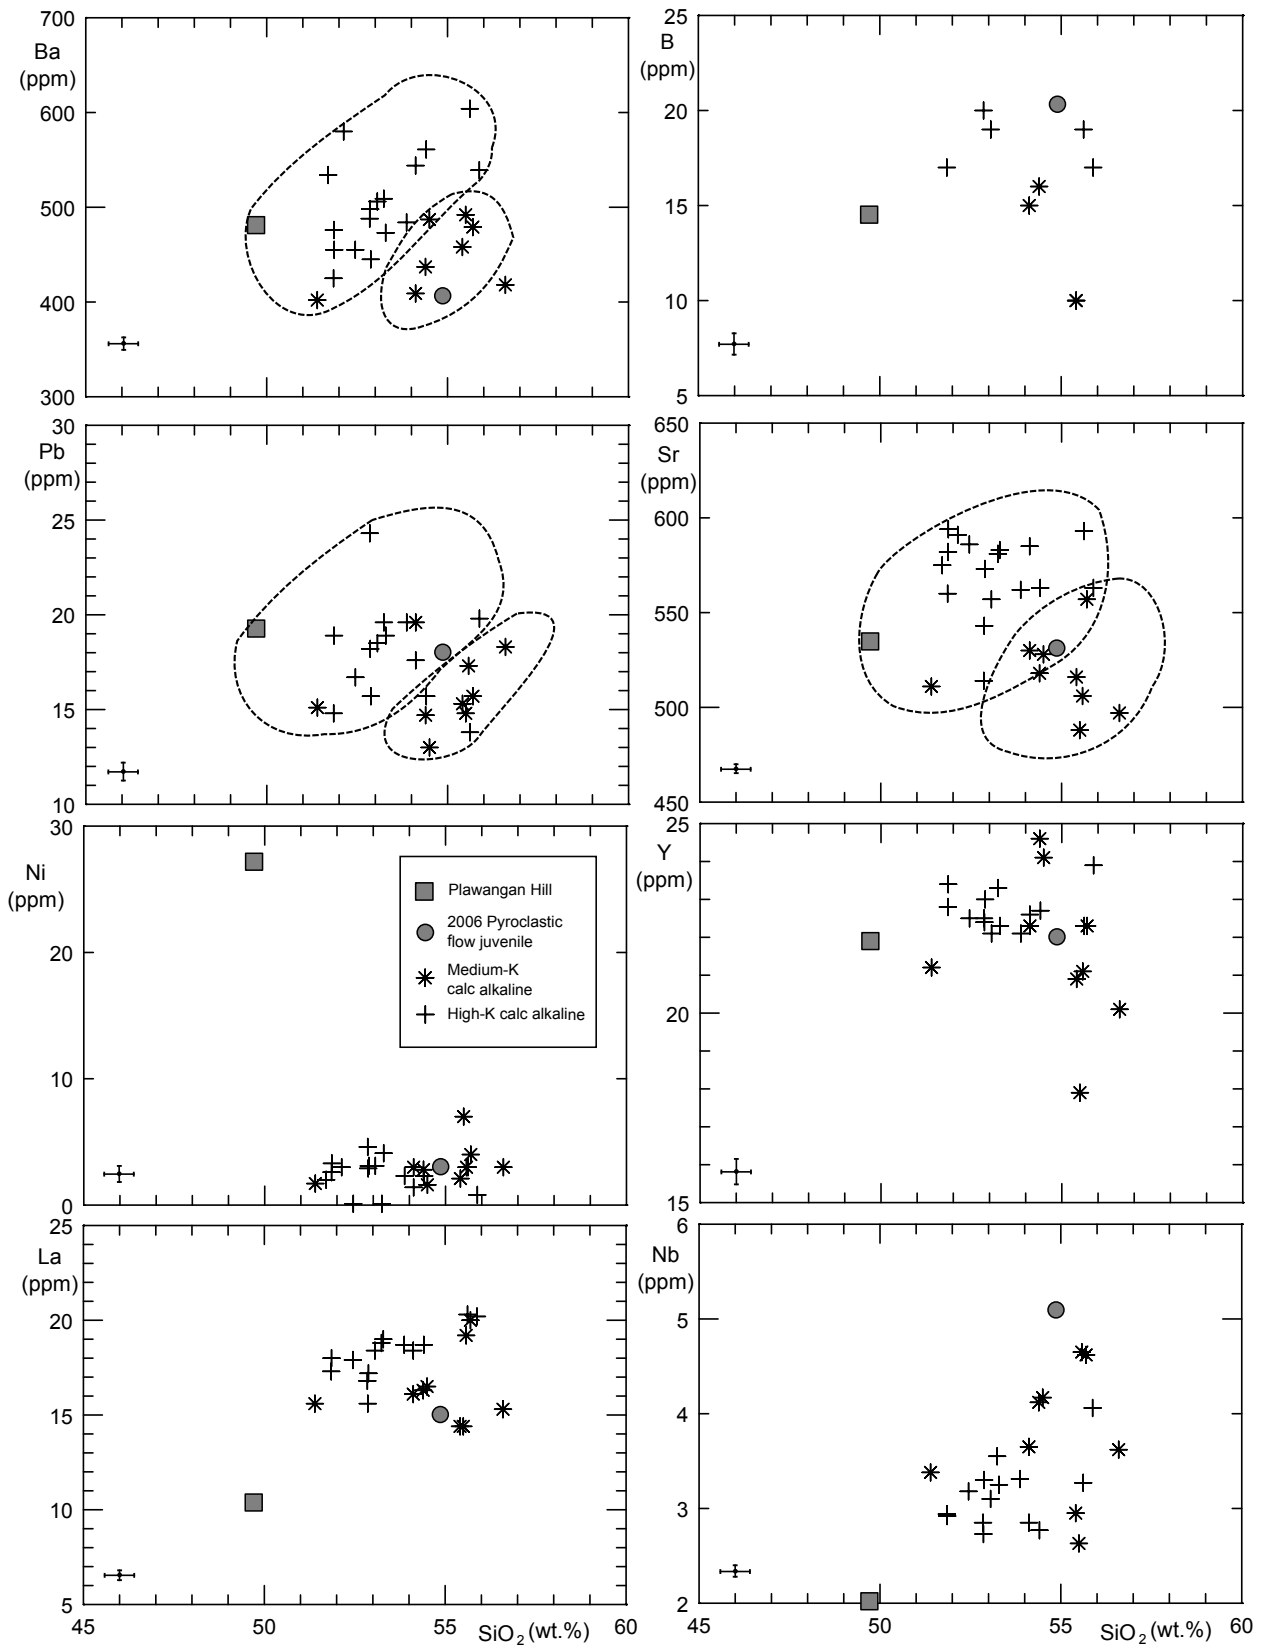 700
Ba
(ppm)
600
500
400
300
25
B
(ppm)
20
15
10
5
30
Pb
(ppm)
25
20
15
10
650
Sr
(ppm)
600
550
500
450
30
Ni
(ppm)
20
10
0
Plawangan Hill
2006 Pyroclastic
flow juvenile
Medium-K
calc alkaline
High-K calc alkaline
25
Y
(ppm)
20
15
25
La
(ppm)
20
15
10
5
45
50
55
SiO2 (wt.%)
60
6
Nb
(ppm)
5
4
3
2
45
50
55
SiO2 (wt.%)
60